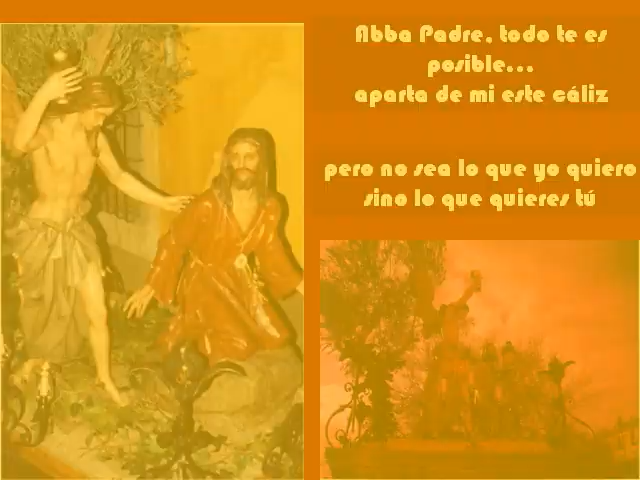 Abba Padre, todo te es
posible...
aparta de mi este cáliz
pero no sea lo que yo quiero
sino lo que quieres tú